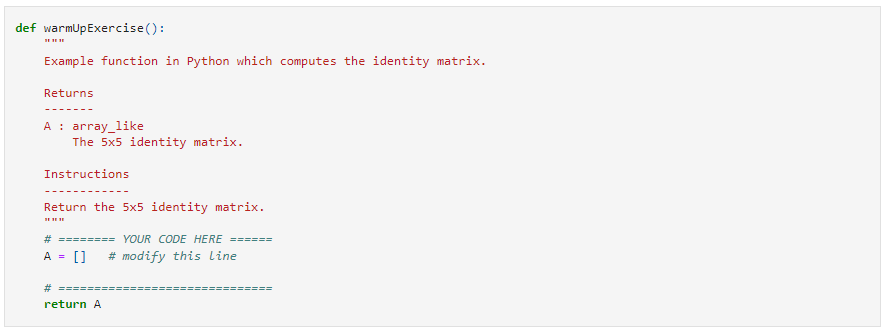 def warmUpExercise():
    """
    Example function in Python which computes the identity matrix.

    Returns
    -------
    A : array_like
        The 5x5 identity matrix.

    Instructions
    ------------
    Return the 5x5 identity matrix.
    """
    # ======== YOUR CODE HERE ======
    A = []   # modify this line

    # ==============================
    return A